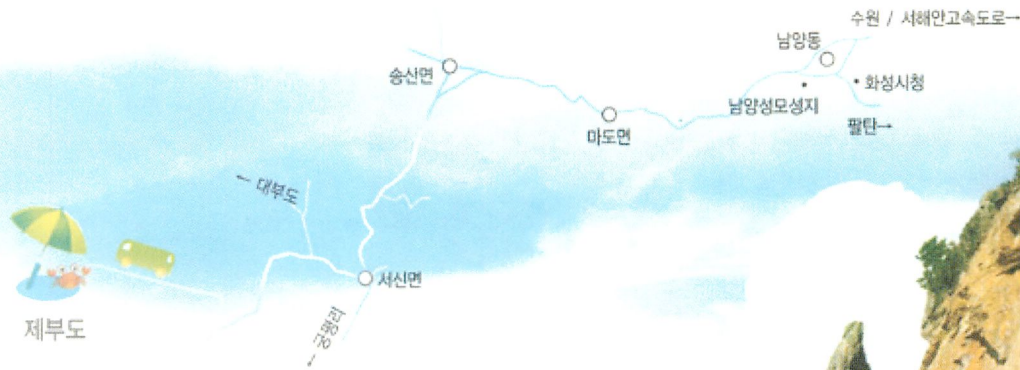 수원 / 서해안고속도로→
남양동
송산면
화성시청
남양성모성지
마도면
팔탄→
← 대부도
서신면
제부도
← 궁평리